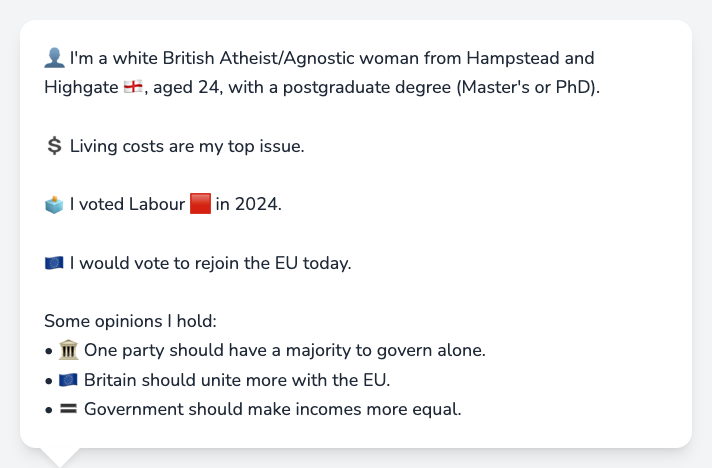 👤 I'm a white British Atheist/Agnostic woman from Hampstead and
Highgate 🏴󠁧󠁢󠁥󠁮󠁧󠁿, aged 24, with a postgraduate degree (Master's or PhD).
💲 Living costs are my top issue.
🗳️ I voted Labour 🟥 in 2024.
🇪🇺 I would vote to rejoin the EU today.
Some opinions I hold:
• 🏛️ One party should have a majority to govern alone.
• 🇪🇺 Britain should unite more with the EU.
• 🟰 Government should make incomes more equal.